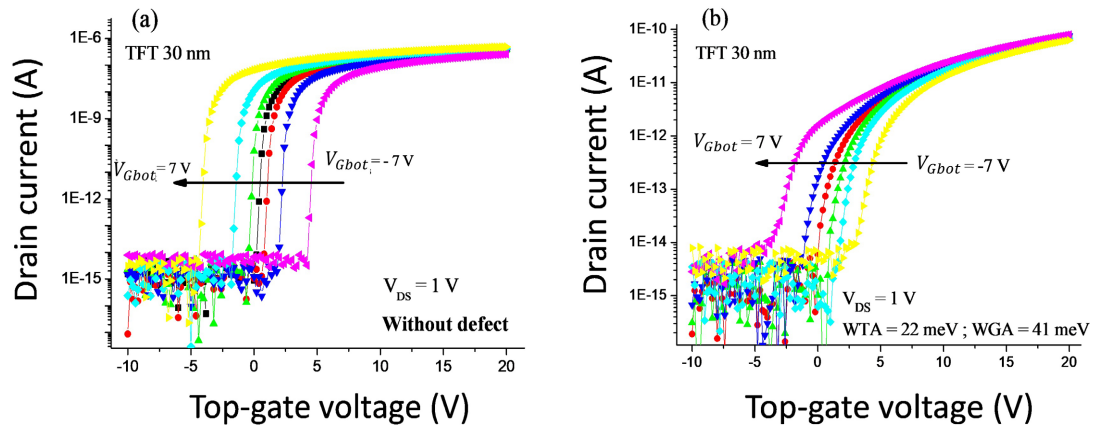 (a)
TFT 30 nm
V_Gbot = 7 V
V_Gbot = -7 V
V_DS = 1 V
Without defect
1E-6
1E-9
1E-12
1E-15
-10 -5 0 5 10 15 20
Drain current (A)
Top-gate voltage (V)
(b)
TFT 30 nm
V_Gbot = 7 V
V_Gbot = -7 V
V_DS = 1 V
WTA = 22 meV ; WGA = 41 meV
1E-10
1E-11
1E-12
1E-13
1E-14
1E-15
-10 -5 0 5 10 15 20
Drain current (A)
Top-gate voltage (V)